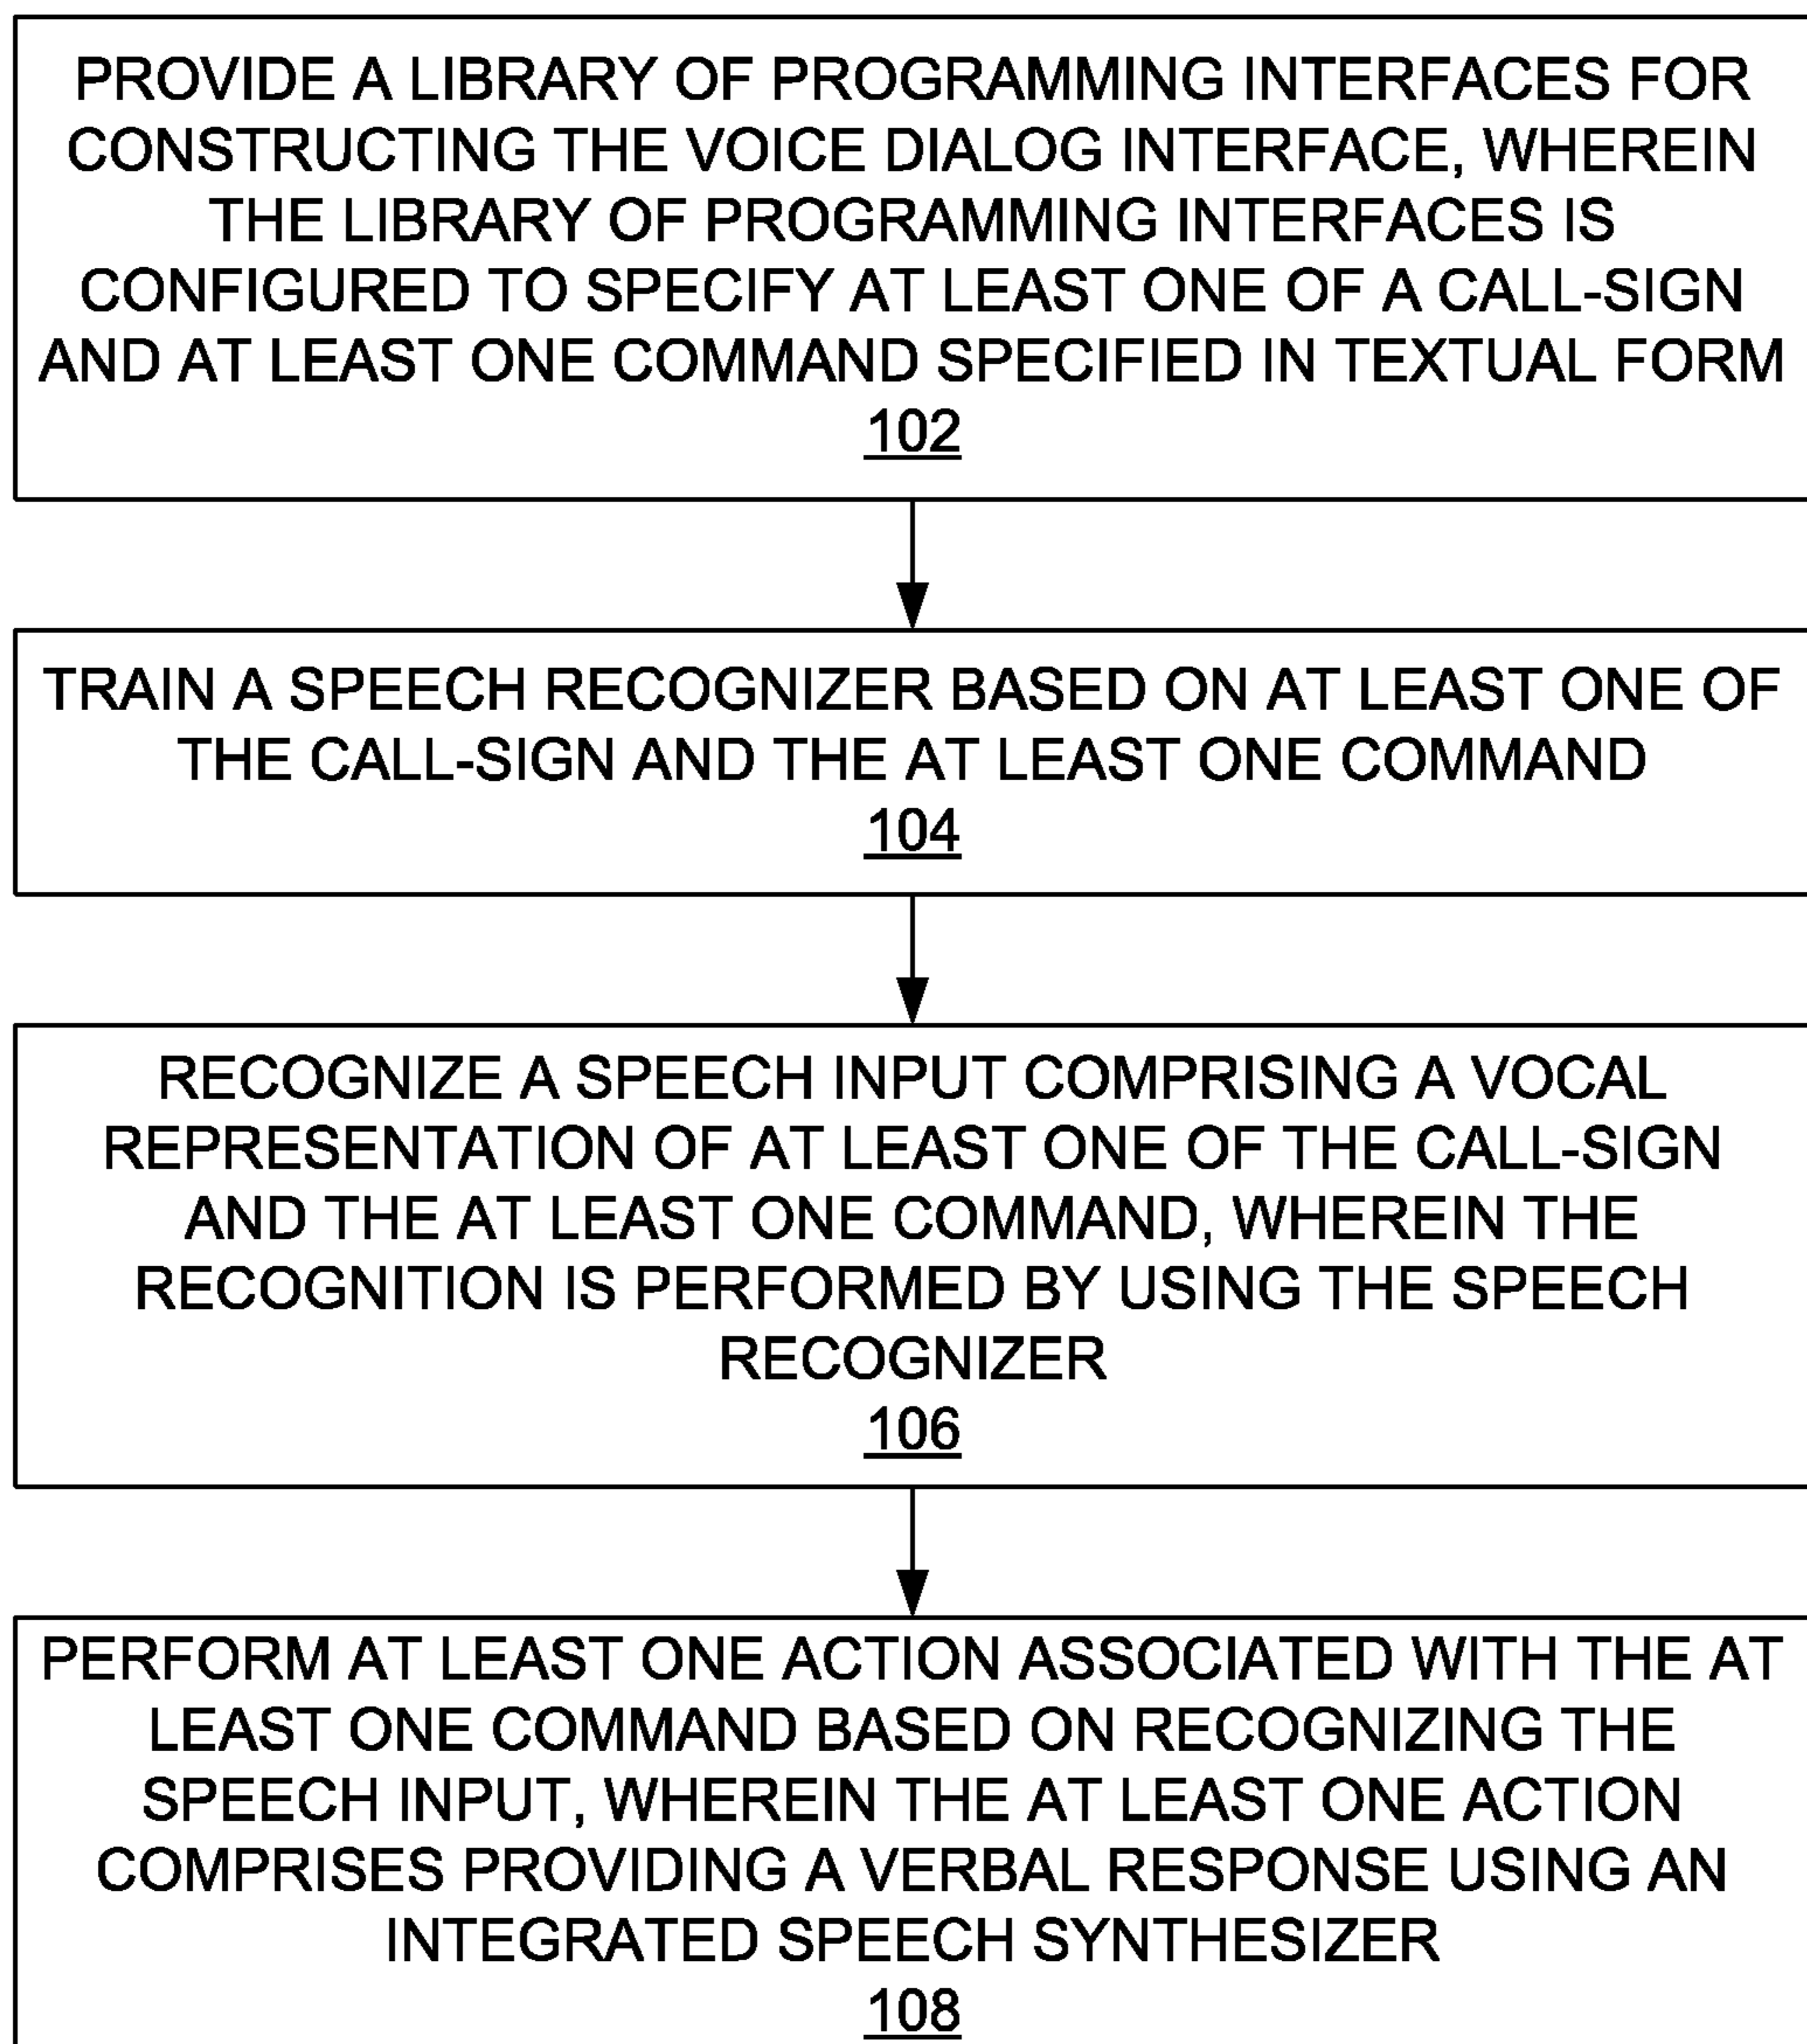 PROVIDE A LIBRARY OF PROGRAMMING INTERFACES FOR
CONSTRUCTING THE VOICE DIALOG INTERFACE, WHEREIN
THE LIBRARY OF PROGRAMMING INTERFACES IS
CONFIGURED TO SPECIFY AT LEAST ONE OF A CALL-SIGN
AND AT LEAST ONE COMMAND SPECIFIED IN TEXTUAL FORM
102
TRAIN A SPEECH RECOGNIZER BASED ON AT LEAST ONE OF
THE CALL-SIGN AND THE AT LEAST ONE COMMAND
104
RECOGNIZE A SPEECH INPUT COMPRISING A VOCAL
REPRESENTATION OF AT LEAST ONE OF THE CALL-SIGN
AND THE AT LEAST ONE COMMAND, WHEREIN THE
RECOGNITION IS PERFORMED BY USING THE SPEECH
RECOGNIZER
106
PERFORM AT LEAST ONE ACTION ASSOCIATED WITH THE AT
LEAST ONE COMMAND BASED ON RECOGNIZING THE
SPEECH INPUT, WHEREIN THE AT LEAST ONE ACTION
COMPRISES PROVIDING A VERBAL RESPONSE USING AN
INTEGRATED SPEECH SYNTHESIZER
108